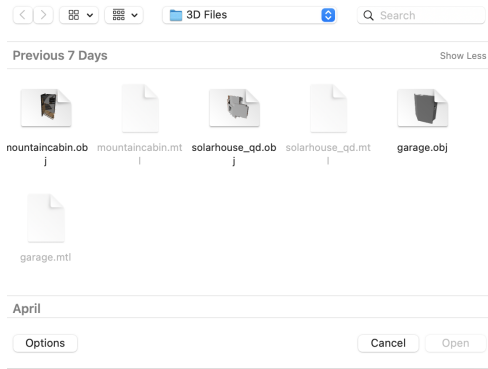 3D Files
Search
Previous 7 Days
Show Less
mountaincabin.ob
j
mountaincabin.mt
l
solarhouse_qd.ob
j
solarhouse_qd.mt
l
garage.obj
garage.mtl
April
Options
Cancel
Open